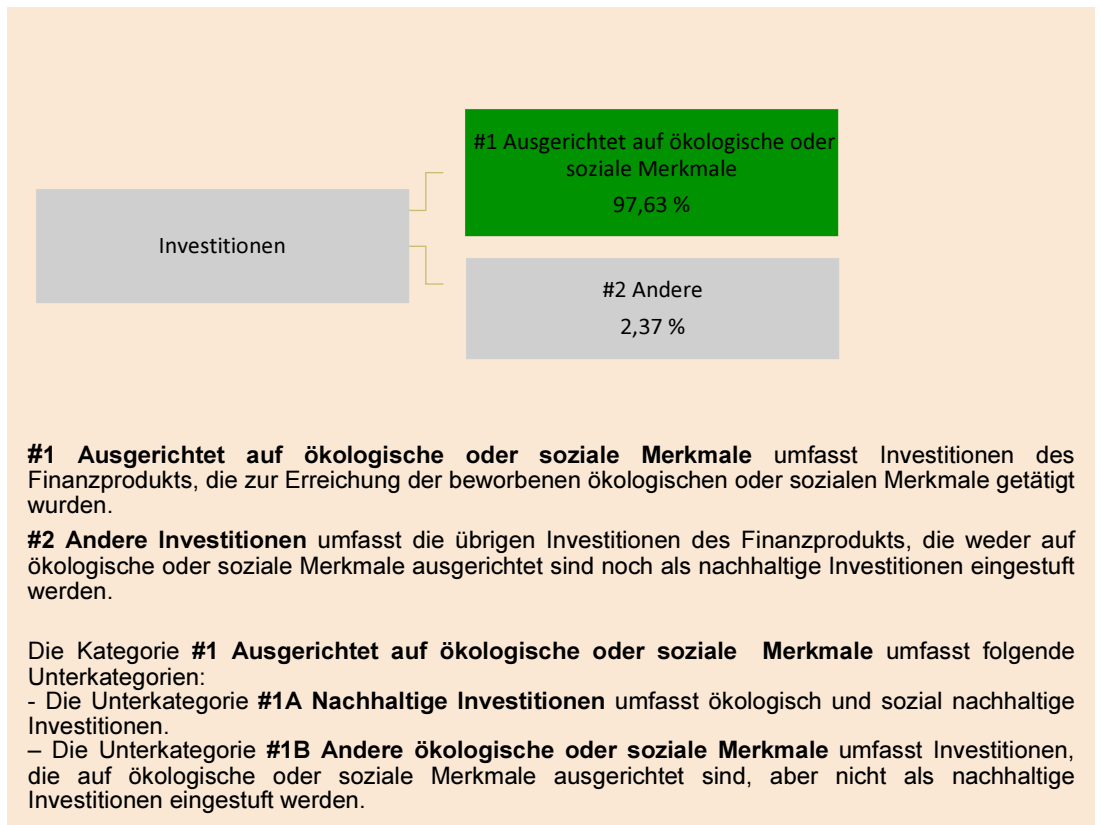 #1 Ausgerichtet auf ökologische oder
soziale Merkmale
97,63 %
Investitionen
#2 Andere
2,37 %
#1 Ausgerichtet auf ökologische oder soziale Merkmale umfasst Investitionen des
Finanzprodukts, die zur Erreichung der beworbenen ökologischen oder sozialen Merkmale getätigt
wurden.
#2 Andere Investitionen umfasst die übrigen Investitionen des Finanzprodukts, die weder auf
ökologische oder soziale Merkmale ausgerichtet sind noch als nachhaltige Investitionen eingestuft
werden.
Die Kategorie #1 Ausgerichtet auf ökologische oder soziale Merkmale umfasst folgende
Unterkategorien:
- Die Unterkategorie #1A Nachhaltige Investitionen umfasst ökologisch und sozial nachhaltige
Investitionen.
– Die Unterkategorie #1B Andere ökologische oder soziale Merkmale umfasst Investitionen,
die auf ökologische oder soziale Merkmale ausgerichtet sind, aber nicht als nachhaltige
Investitionen eingestuft werden.